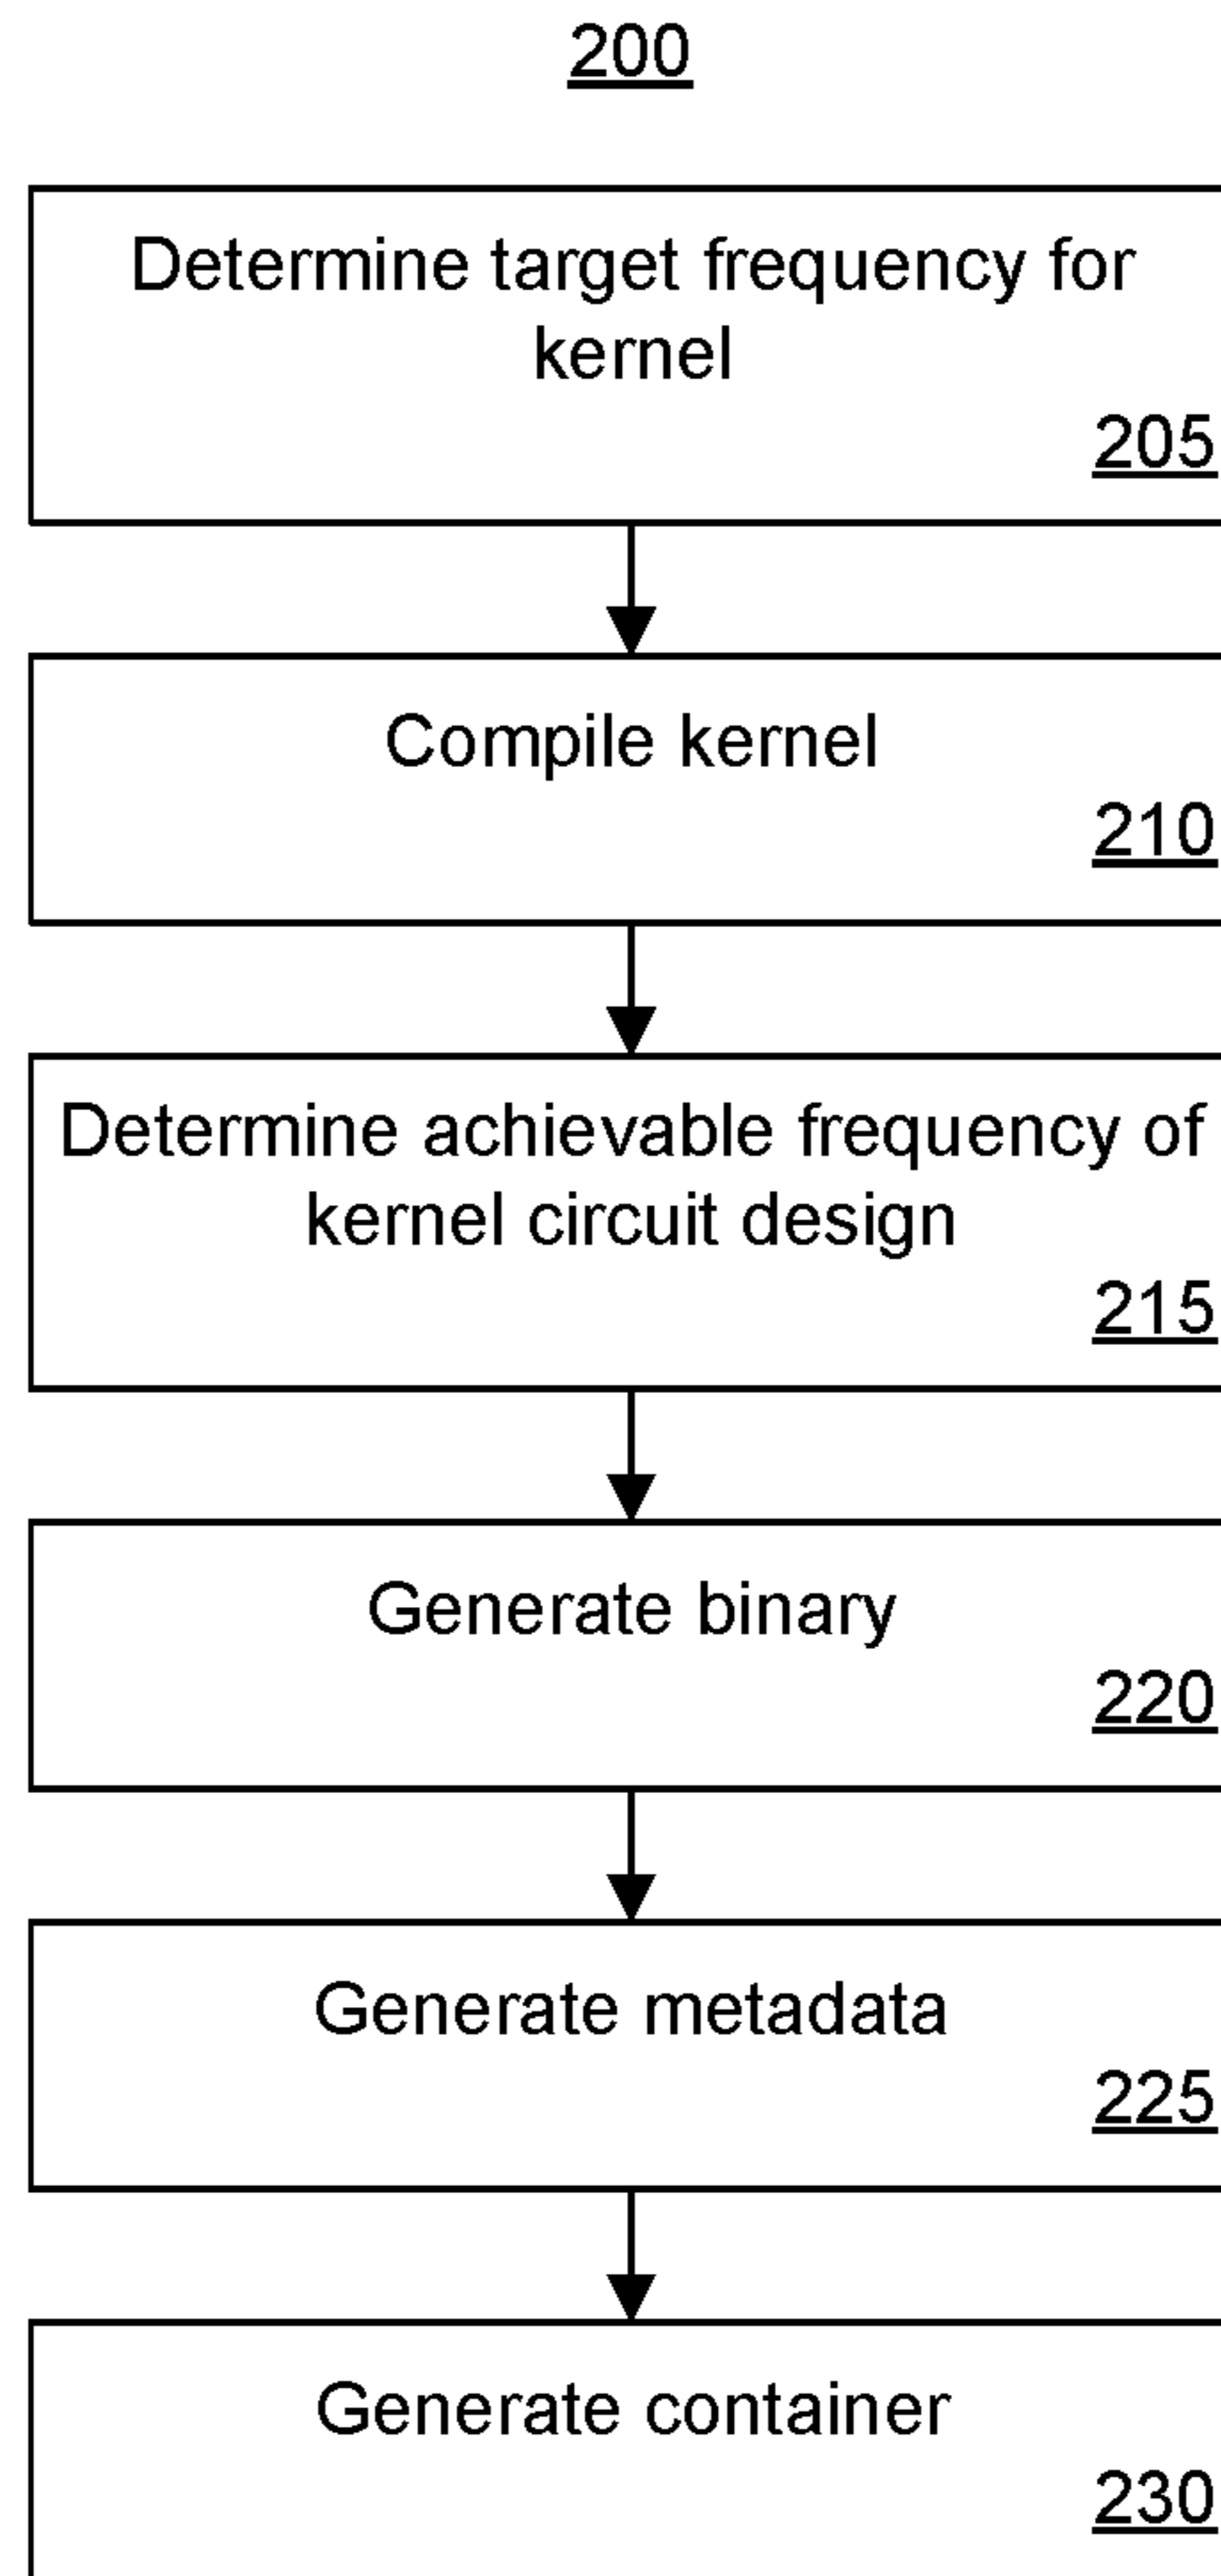 200
Determine target frequency for
kernel
205
Compile kernel
210
Determine achievable frequency of
kernel circuit design
215
Generate binary
220
Generate metadata
225
Generate container
230